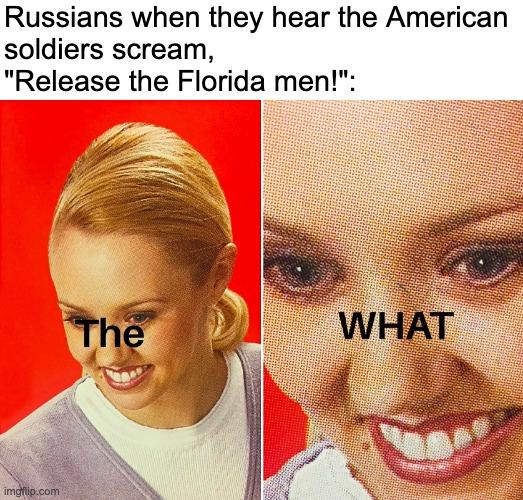 Russians when they hear the American
soldiers scream,
"Release the Florida men!":
The
WHAT
imgflip.com